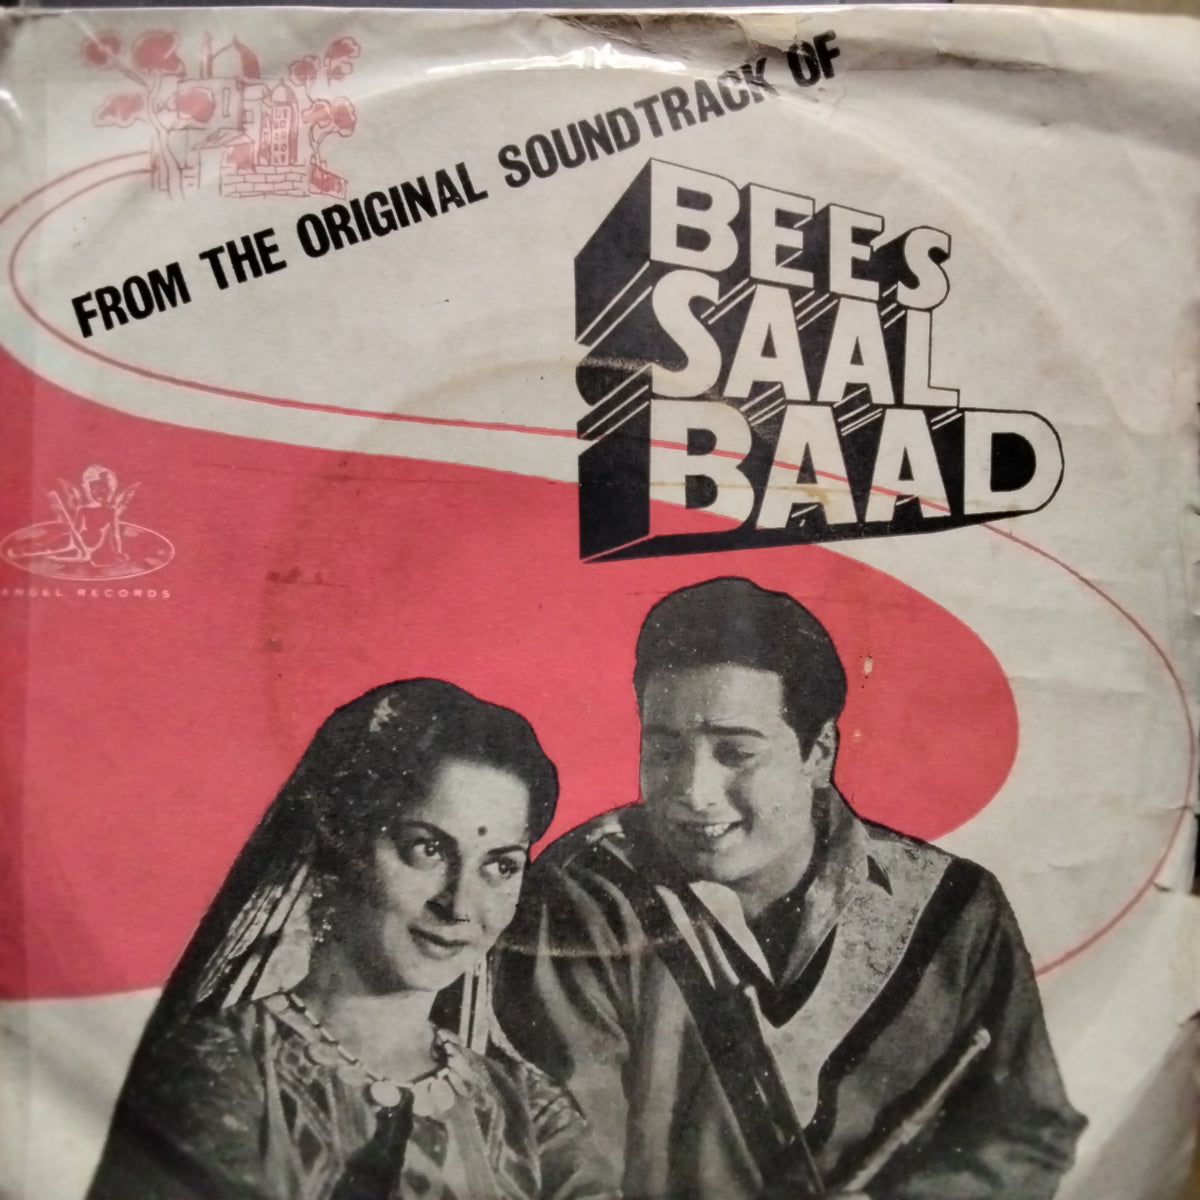 FROM THE ORIGINAL SOUNDTRACK OF
BEES
SAAL
BAAD
ANGEL RECORDS